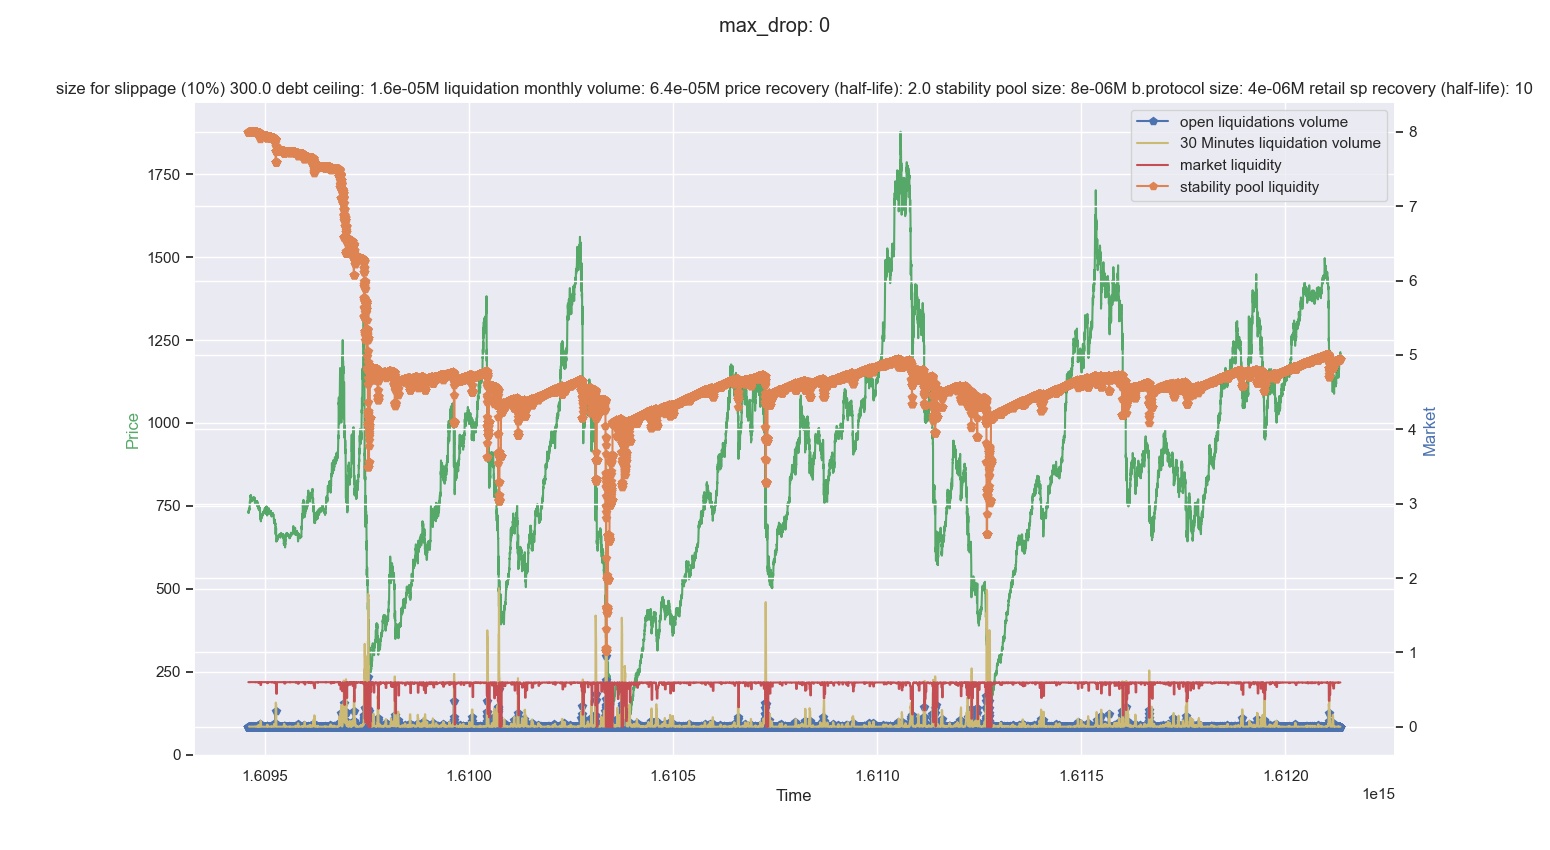 max_drop: 0
size for slippage (10%) 300.0 debt ceiling: 1.6e-05M liquidation monthly volume: 6.4e-05M price recovery (half-life): 2.0 stability pool size: 8e-06M b.protocol size: 4e-06M retail sp recovery (half-life): 10
open liquidations volume
30 Minutes liquidation volume
market liquidity
stability pool liquidity
1750
1500
1250
1000
750
500
250
0
Price
8
7
6
5
4
3
2
1
0
Market
1.6095
1.6100
1.6105
1.6110
1.6115
1.6120
Time
1e15